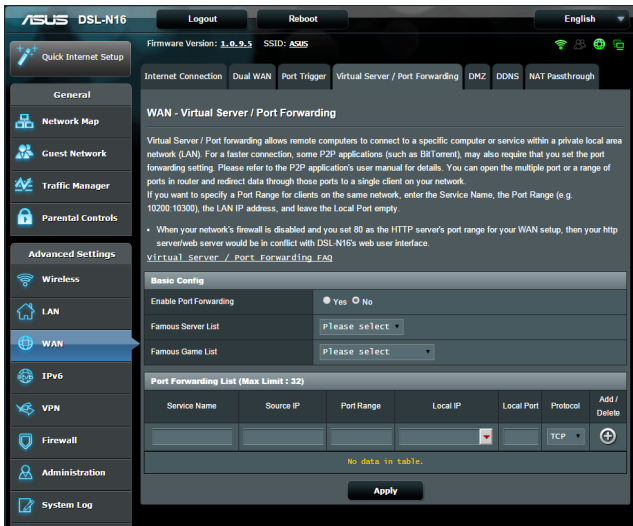 ASUS DSL-N16
Logout
Reboot
English
Quick Internet Setup
Firmware Version: 1.0.9.5 SSID: ASUS
Internet Connection
Dual WAN
Port Trigger
Virtual Server / Port Forwarding
DMZ
DDNS
NAT Passthrough
General
Network Map
Guest Network
Traffic Manager
Parental Controls
Advanced Settings
Wireless
LAN
WAN
IPv6
VPN
Firewall
Administration
System Log
WAN - Virtual Server / Port Forwarding
Virtual Server / Port forwarding allows remote computers to connect to a specific computer or service within a private local area
network (LAN). For a faster connection, some P2P applications (such as BitTorrent), may also require that you set the port
forwarding setting. Please refer to the P2P application's user manual for details. You can open the multiple port or a range of
ports in router and redirect data through those ports to a single client on your network.
If you want to specify a Port Range for clients on the same network, enter the Service Name, the Port Range (e.g.
10200:10300), the LAN IP address, and leave the Local Port empty.
• When your network's firewall is disabled and you set 80 as the HTTP server's port range for your WAN setup, then your http
server/web server would be in conflict with DSL-N16's web user interface.
Virtual Server / Port Forwarding FAQ
Basic Config
Enable Port Forwarding Yes No
Famous Server List Please select
Famous Game List Please select
Port Forwarding List (Max Limit : 32)
Service Name Source IP Port Range Local IP Local Port Protocol Add / Delete
TCP
No data in table.
Apply